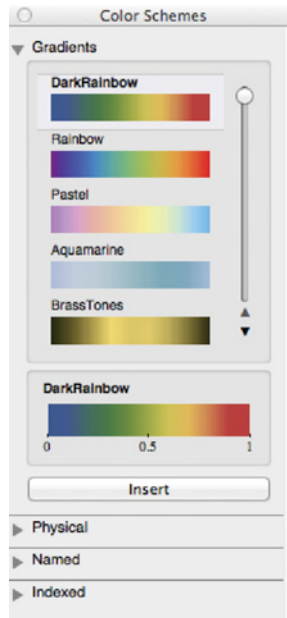 Color Schemes
Gradients
DarkRainbow
Rainbow
Pastel
Aquamarine
BrassTones
DarkRainbow
0 0.5 1
Insert
Physical
Named
Indexed